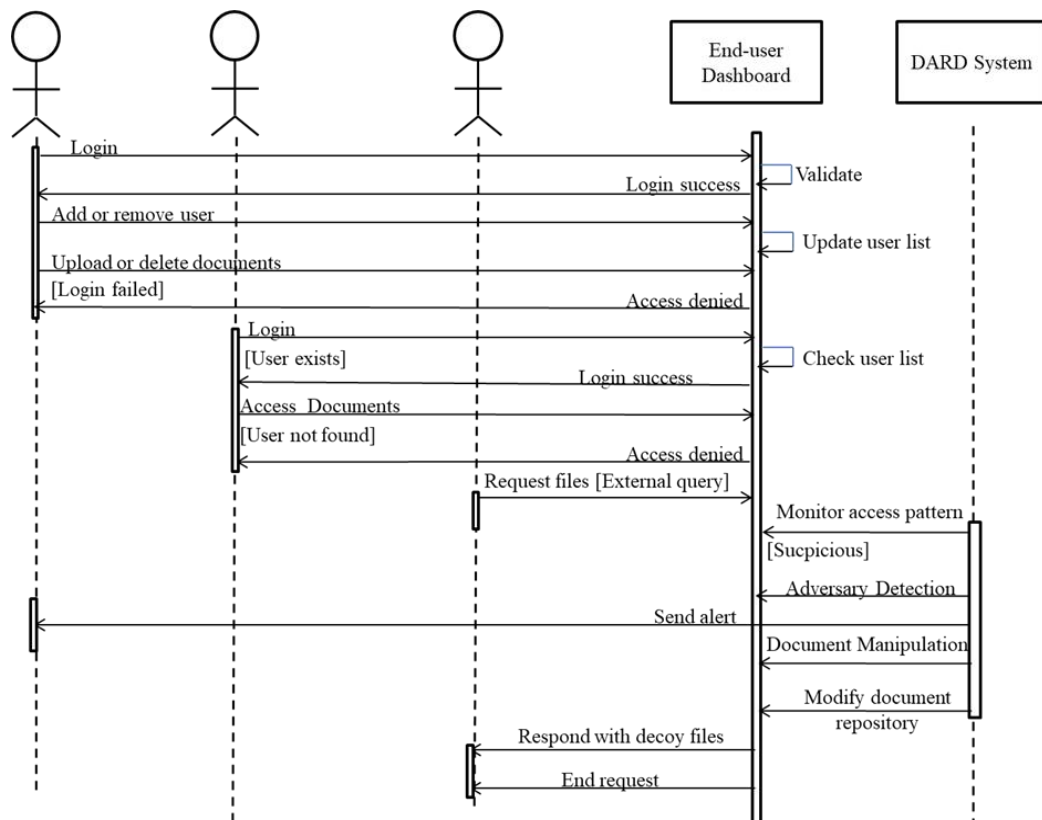 End-user
Dashboard
DARD System
Login
Validate
Login success
Add or remove user
Update user list
Upload or delete documents
[Login failed]
Access denied
Login
[User exists]
Check user list
Login success
Access Documents
[User not found]
Access denied
Request files [External query]
Monitor access pattern
[Sucpicious]
Adversary Detection
Send alert
Document Manipulation
Modify document
repository
Respond with decoy files
End request